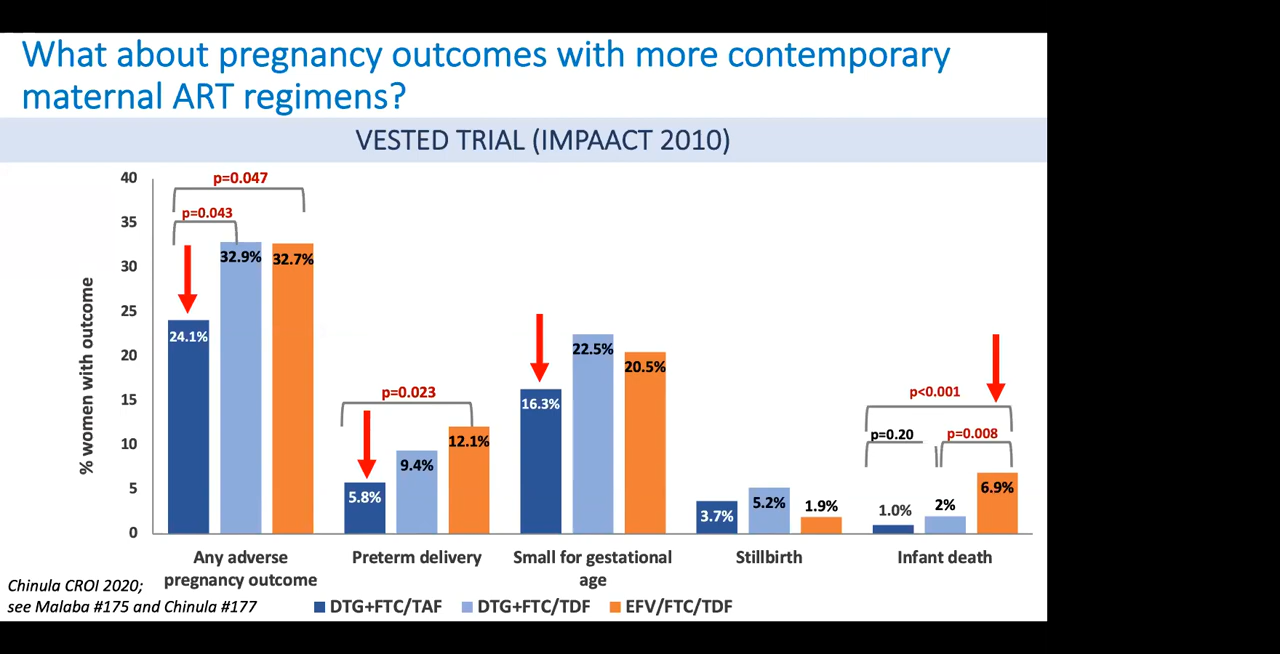 What about pregnancy outcomes with more contemporary
maternal ART regimens?
VESTED TRIAL (IMPAACT 2010)
% women with outcome
40
35
30
25
20
15
10
5
0
p=0.047
p=0.043
24.1%
32.9%
32.7%
p=0.023
5.8%
9.4%
12.1%
16.3%
22.5%
20.5%
3.7%
5.2%
1.9%
p<0.001
p=0.20
p=0.008
1.0%
2%
6.9%
Any adverse
pregnancy outcome
Preterm delivery
Small for gestational
age
Stillbirth
Infant death
Chinula CROI 2020;
see Malaba #175 and Chinula #177
DTG+FTC/TAF
DTG+FTC/TDF
EFV/FTC/TDF